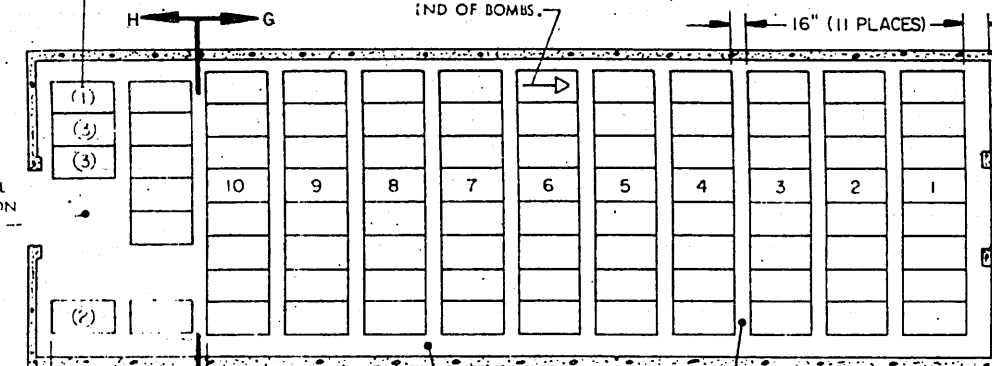 IND OF BOMBS.
H G
16" (11 PLACES)
(1)
(3)
(3)
10 9 8 7 6 5 4 3 2 1
ON
(2)